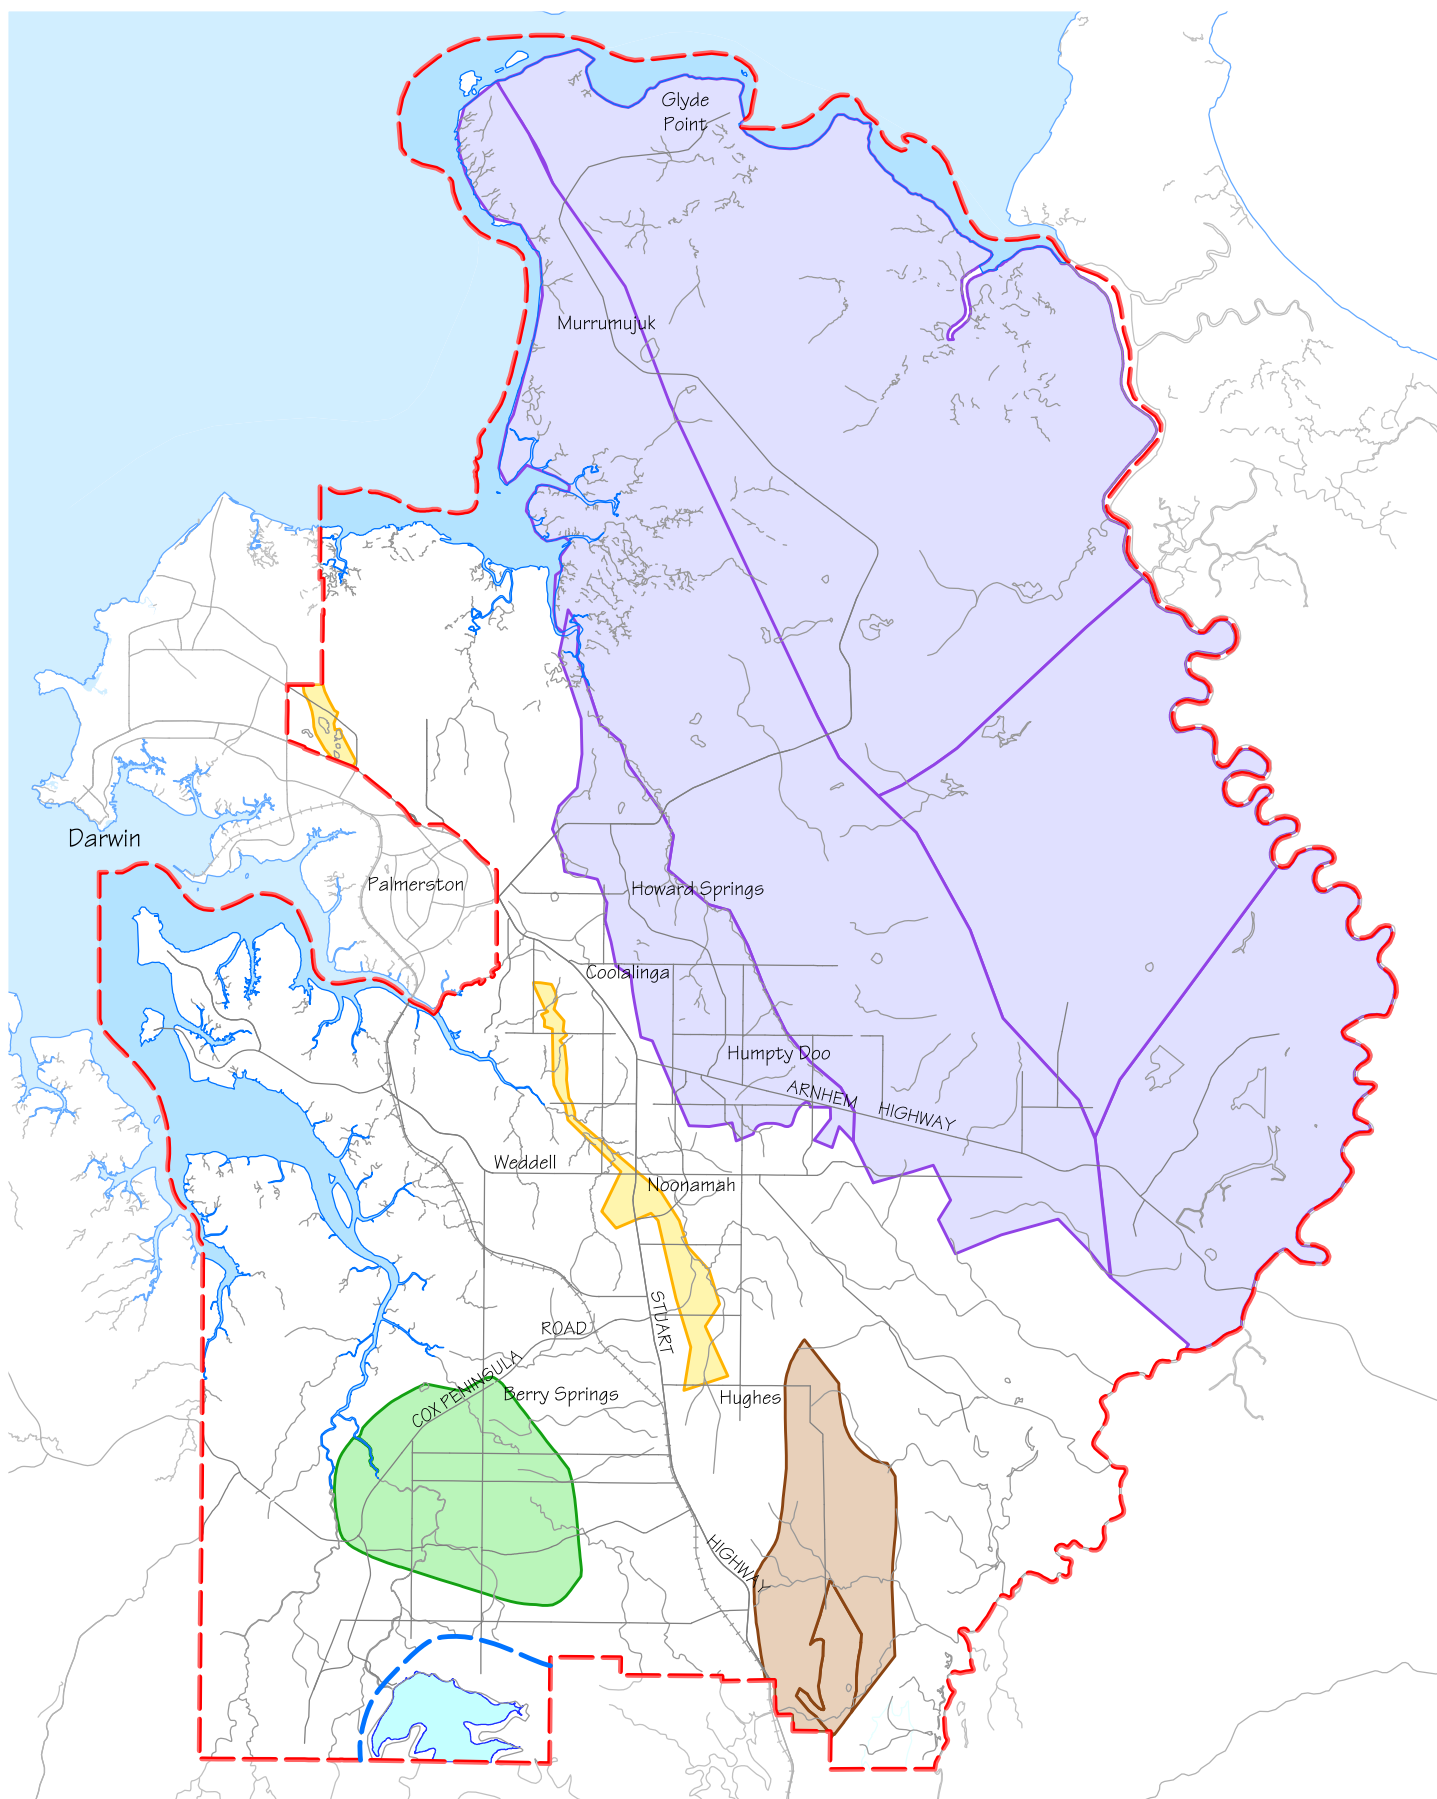 Glyde
Point
Murrumujuk
Darwin
Palmerston
Howard Springs
Coolalinga
Humpty Doo
ARNHEM HIGHWAY
Weddell
Noonamah
STUART
ROAD
COX PENINSULA
Berry Springs
Hughes
HIGHWAY